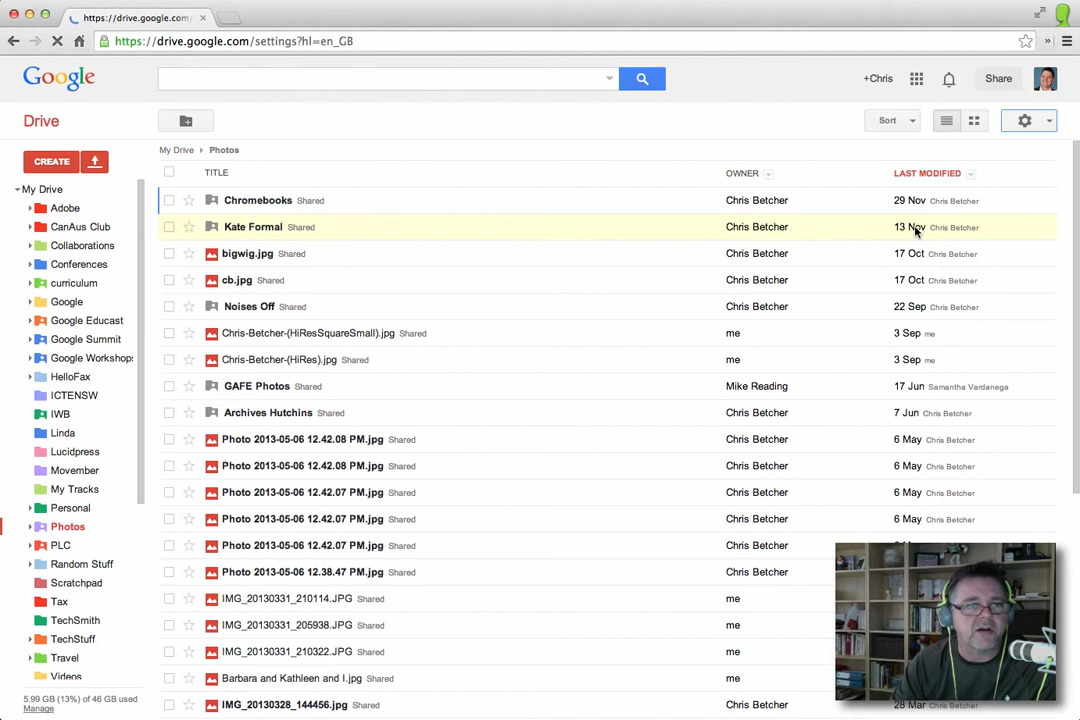 https://drive.google.com/
https://drive.google.com/settings?hl=en_GB
Google
+Chris
Share
Drive
Sort
My Drive
Photos
CREATE
TITLE
OWNER
LAST MODIFIED
My Drive
Adobe
CanAus Club
Collaborations
Conferences
curriculum
Google
Google Educast
Google Summit
Google Workshops
HelloFax
ICTENSW
IWB
Linda
Lucidpress
Movember
My Tracks
Personal
Photos
PLC
Random Stuff
Scratchpad
Tax
TechSmith
TechStuff
Travel
Videos
5.99 GB (13%) of 46 GB used
Manage
Chromebooks Shared Chris Betcher 29 Nov Chris Betcher
Kate Formal Shared Chris Betcher 13 Nov Chris Betcher
bigwig.jpg Shared Chris Betcher 17 Oct Chris Betcher
cb.jpg Shared Chris Betcher 17 Oct Chris Betcher
Noises Off Shared Chris Betcher 22 Sep Chris Betcher
Chris-Betcher-(HiResSquareSmall).jpg Shared me 3 Sep me
Chris-Betcher-(HiRes).jpg Shared me 3 Sep me
GAFE Photos Shared Mike Reading 17 Jun Samantha Vardanega
Archives Hutchins Shared Chris Betcher 7 Jun Chris Betcher
Photo 2013-05-06 12.42.08 PM.jpg Shared Chris Betcher 6 May Chris Betcher
Photo 2013-05-06 12.42.08 PM.jpg Shared Chris Betcher 6 May Chris Betcher
Photo 2013-05-06 12.42.07 PM.jpg Shared Chris Betcher 6 May Chris Betcher
Photo 2013-05-06 12.42.07 PM.jpg Shared Chris Betcher 6 May Chris Betcher
Photo 2013-05-06 12.42.07 PM.jpg Shared Chris Betcher
Photo 2013-05-06 12.38.47 PM.jpg Shared Chris Betcher
IMG_20130331_210114.JPG Shared me
IMG_20130331_205938.JPG Shared me
IMG_20130331_210322.JPG Shared me
Barbara and Kathleen and I.jpg Shared Chris Betcher
IMG_20130328_144456.jpg Shared Chris Betcher 28 Mar Chris Betcher